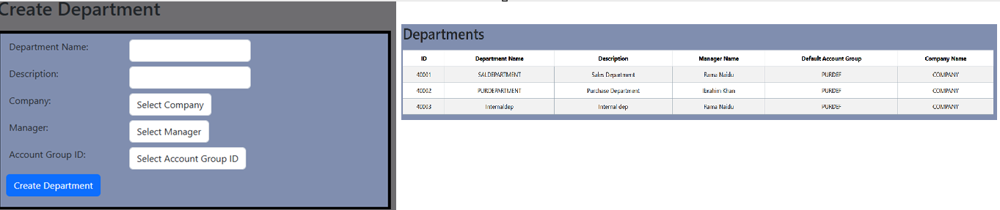 Create Department
Department Name:
Description:
Company: Select Company
Manager: Select Manager
Account Group ID: Select Account Group ID
Create Department
Departments
ID Department Name Description Manager Name Default Account Group Company Name
40001 SALDEPARTMENT Sales Department Rama Naidu PURDEF COMPANY
40002 PURDEPARTMENT Purchase Department Ibrahim Khan PURDEF COMPANY
40003 Internaldep Internal dep Rama Naidu PURDEF COMPANY